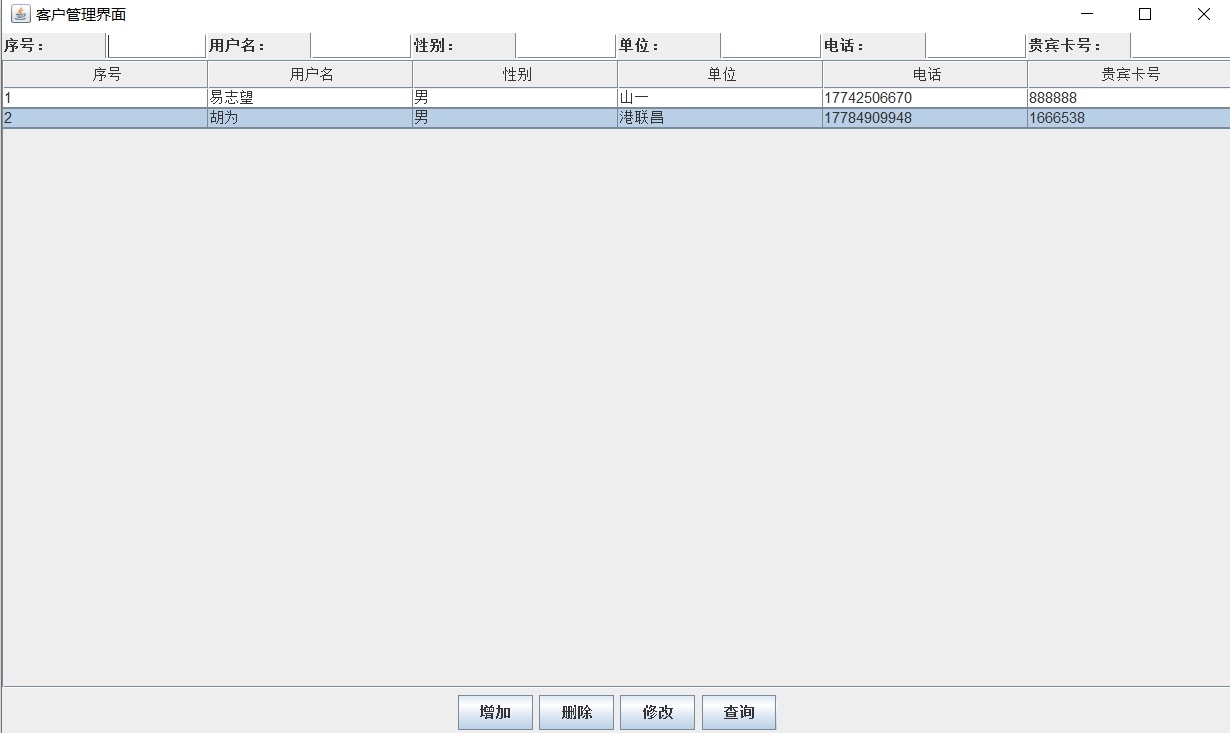 客户管理界面
序号： 用户名： 性别： 单位： 电话： 贵宾卡号：
序号 用户名 性别 单位 电话 贵宾卡号
1 易志望 男 山一 17742506670 888888
2 胡为 男 港联昌 17784909948 1666538
增加 删除 修改 查询